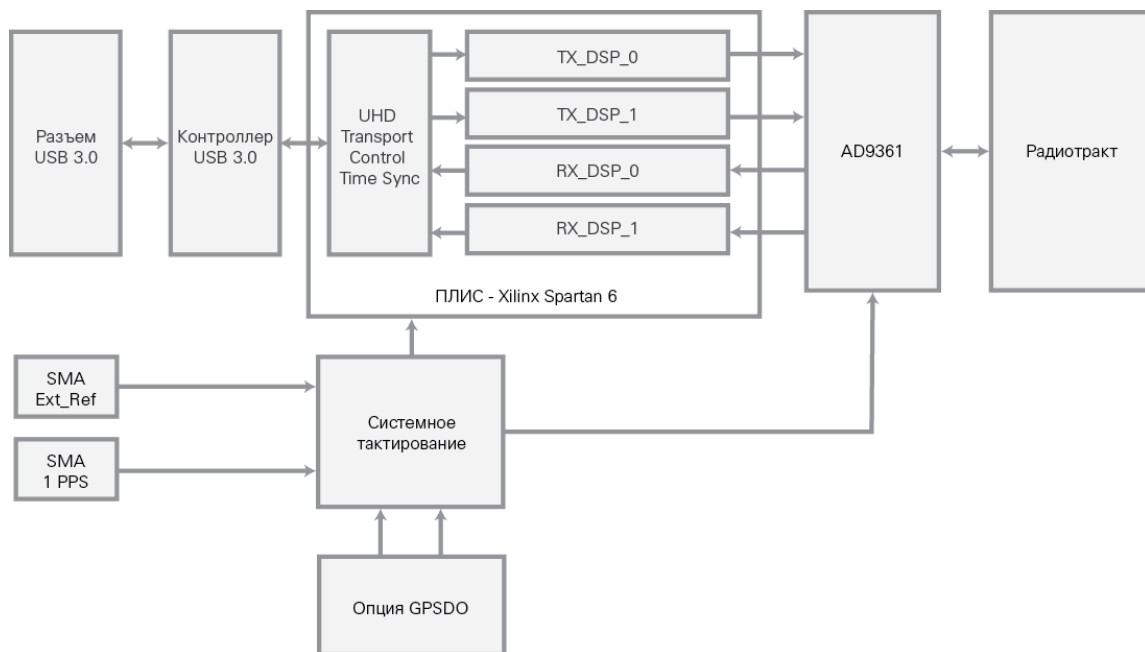 Разъем
USB 3.0
Контроллер
USB 3.0
UHD
Transport
Control
Time Sync
TX_DSP_0
TX_DSP_1
RX_DSP_0
RX_DSP_1
ПЛИС - Xilinx Spartan 6
AD9361
Радиотракт
SMA
Ext_Ref
SMA
1 PPS
Системное
тактирование
Опция GPSDO